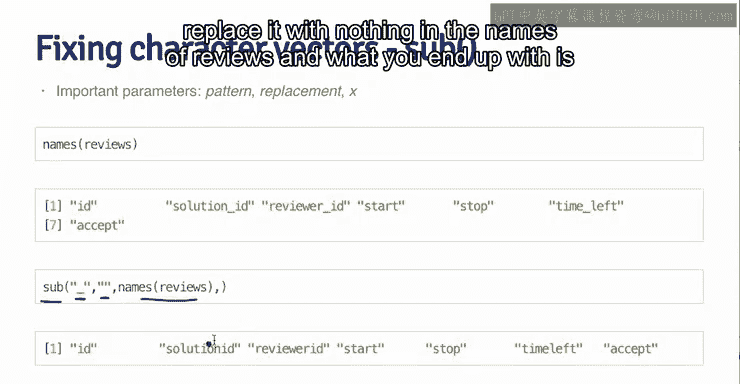 replace it with nothing in the names
Fixing character vectors - sub()
of reviews and what you end up with is
• Important parameters: pattern, replacement, x
names(reviews)
[1] "id" "solution_id" "reviewer_id" "start" "stop" "time_left"
[7] "accept"
sub("_","",names(reviews),)
[1] "id" "solutionid" "reviewerid" "start" "stop" "timeleft" "accept"